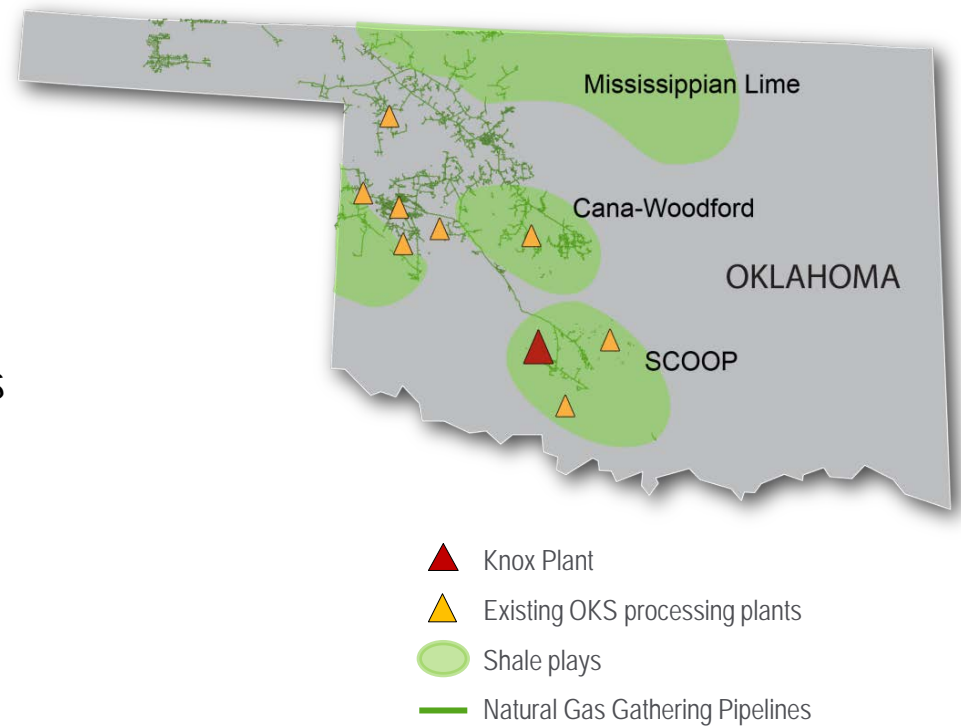 Mississippian Lime
Cana-Woodford
OKLAHOMA
SCOOP
s
Knox Plant
Existing OKS processing plants
Shale plays
Natural Gas Gathering Pipelines